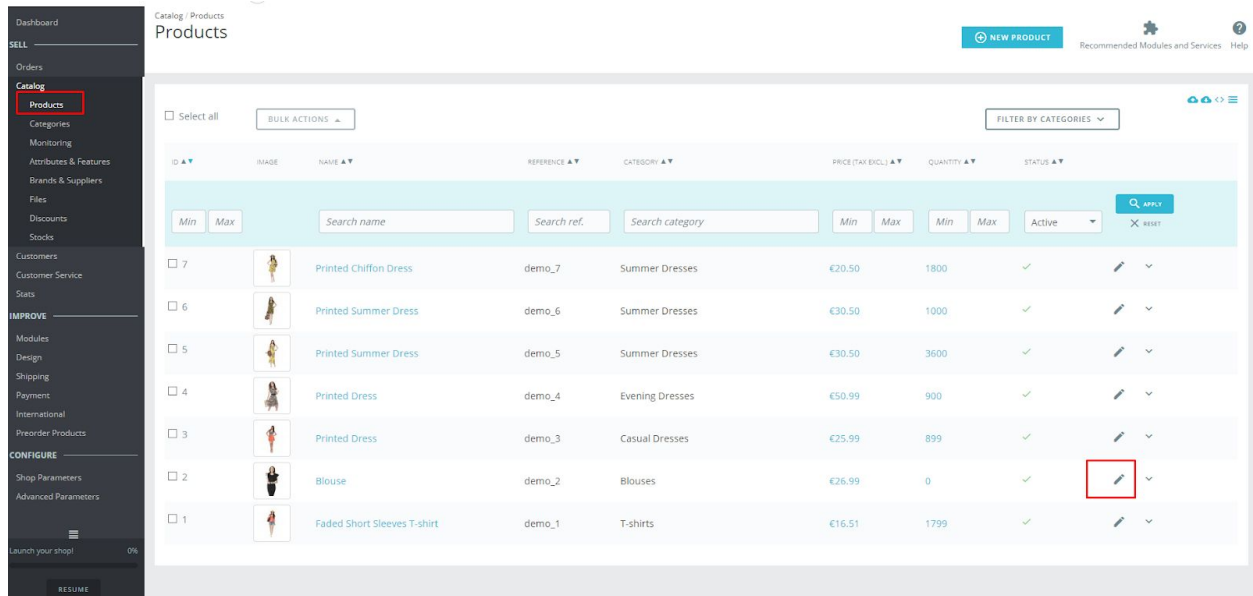 Dashboard
SELL
Orders
Catalog
Products
Categories
Monitoring
Attributes & Features
Brands & Suppliers
Files
Discounts
Stocks
Customers
Customer Service
Stats
IMPROVE
Modules
Design
Shipping
Payment
International
Preorder Products
CONFIGURE
Shop Parameters
Advanced Parameters
Launch your shop! 0%
RESUME
Catalog / Products
Products
NEW PRODUCT
Recommended Modules and Services Help
Select all BULK ACTIONS FILTER BY CATEGORIES
ID IMAGE NAME REFERENCE CATEGORY PRICE (TAX EXCL.) QUANTITY STATUS
Min Max Search name Search ref. Search category Min Max Min Max Active APPLY
RESET
7 Printed Chiffon Dress demo_7 Summer Dresses €20.50 1800
6 Printed Summer Dress demo_6 Summer Dresses €30.50 1000
5 Printed Summer Dress demo_5 Summer Dresses €30.50 3600
4 Printed Dress demo_4 Evening Dresses €50.99 900
3 Printed Dress demo_3 Casual Dresses €25.99 899
2 Blouse demo_2 Blouses €26.99 0
1 Faded Short Sleeves T-shirt demo_1 T-shirts €16.51 1799